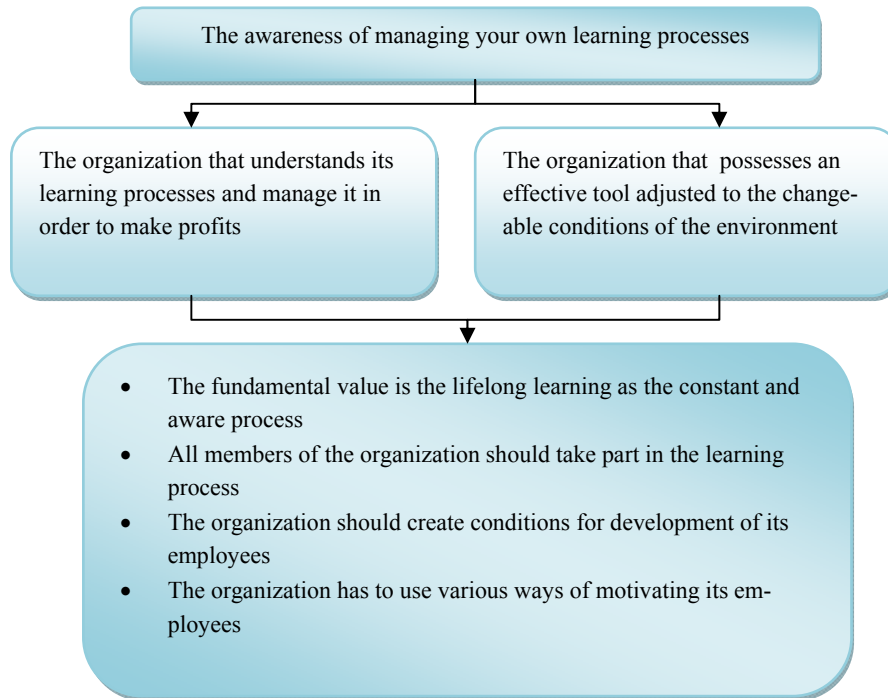 The awareness of managing your own learning processes
The organization that understands its
learning processes and manage it in
order to make profits
The organization that possesses an
effective tool adjusted to the change-
able conditions of the environment
• The fundamental value is the lifelong learning as the constant and
aware process
• All members of the organization should take part in the learning
process
• The organization should create conditions for development of its
employees
• The organization has to use various ways of motivating its em-
ployees